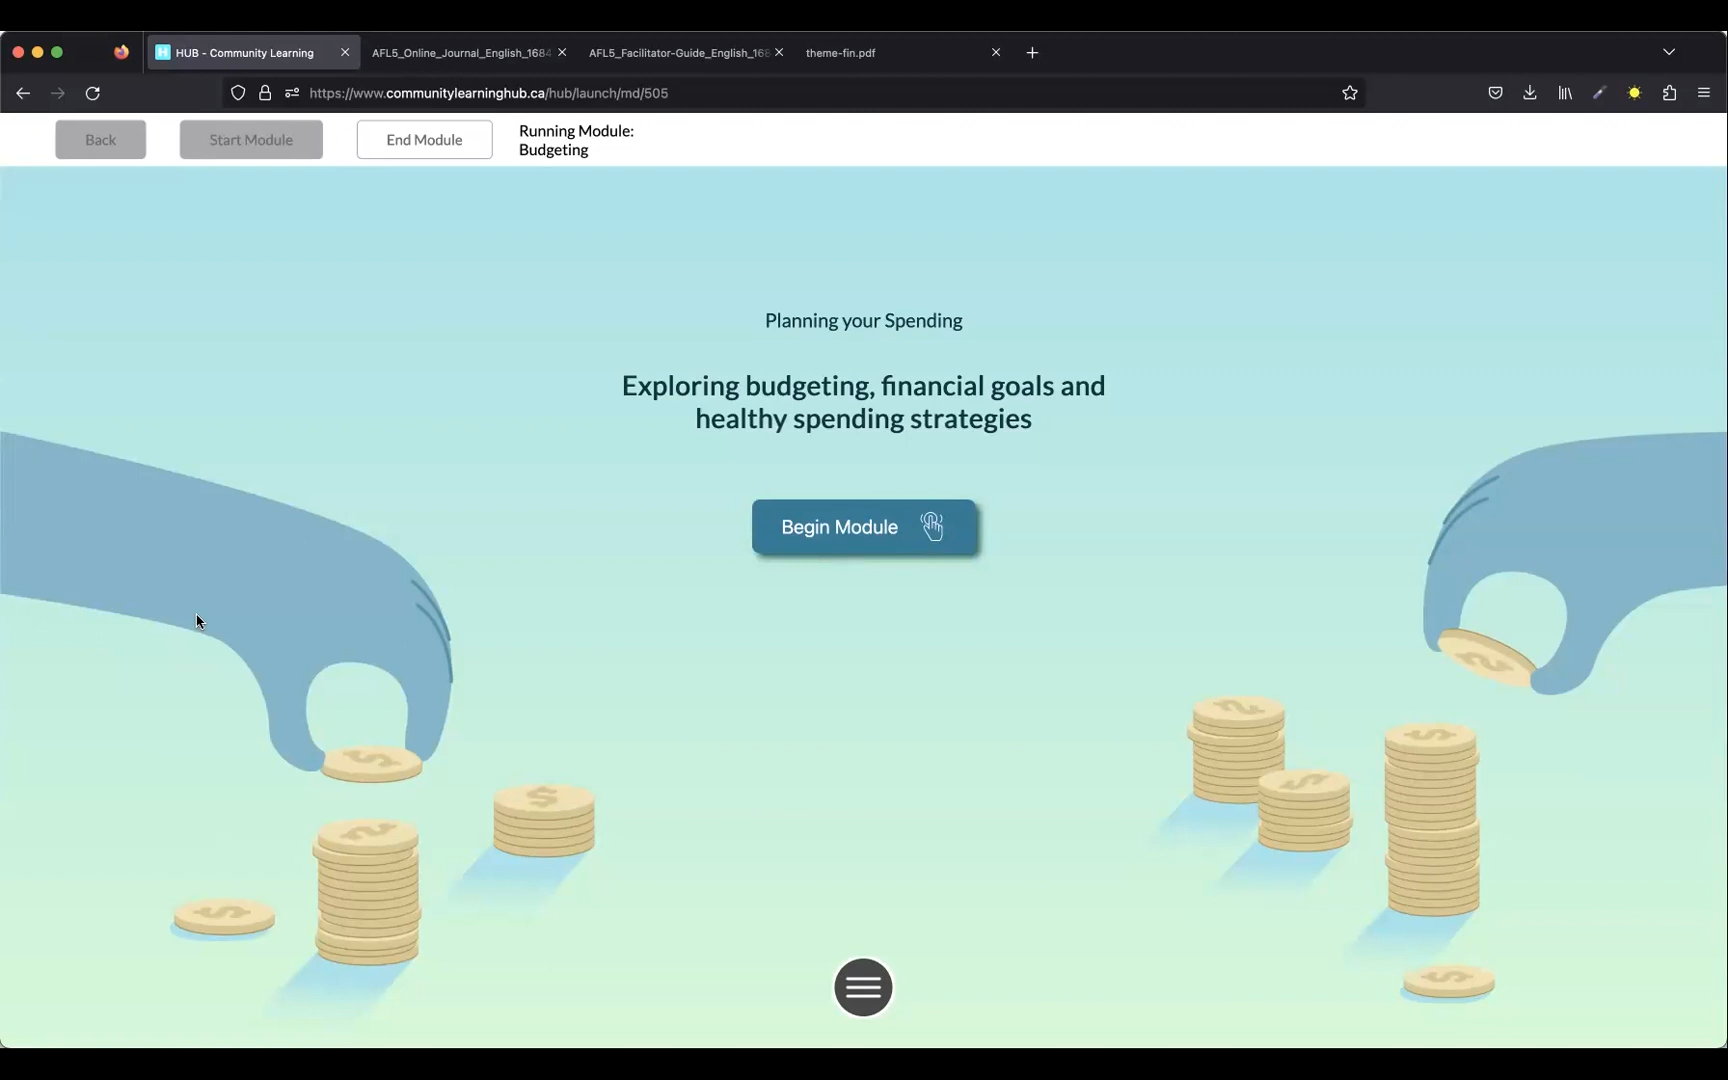 HUB - Community Learning
AFL5_Online_Journal_English_1684
AFL5_Facilitator-Guide_English_168
theme-fin.pdf
https://www.communitylearninghub.ca/hub/launch/md/505
Back
Start Module
End Module
Running Module:
Budgeting
Planning your Spending
Exploring budgeting, financial goals and
healthy spending strategies
Begin Module